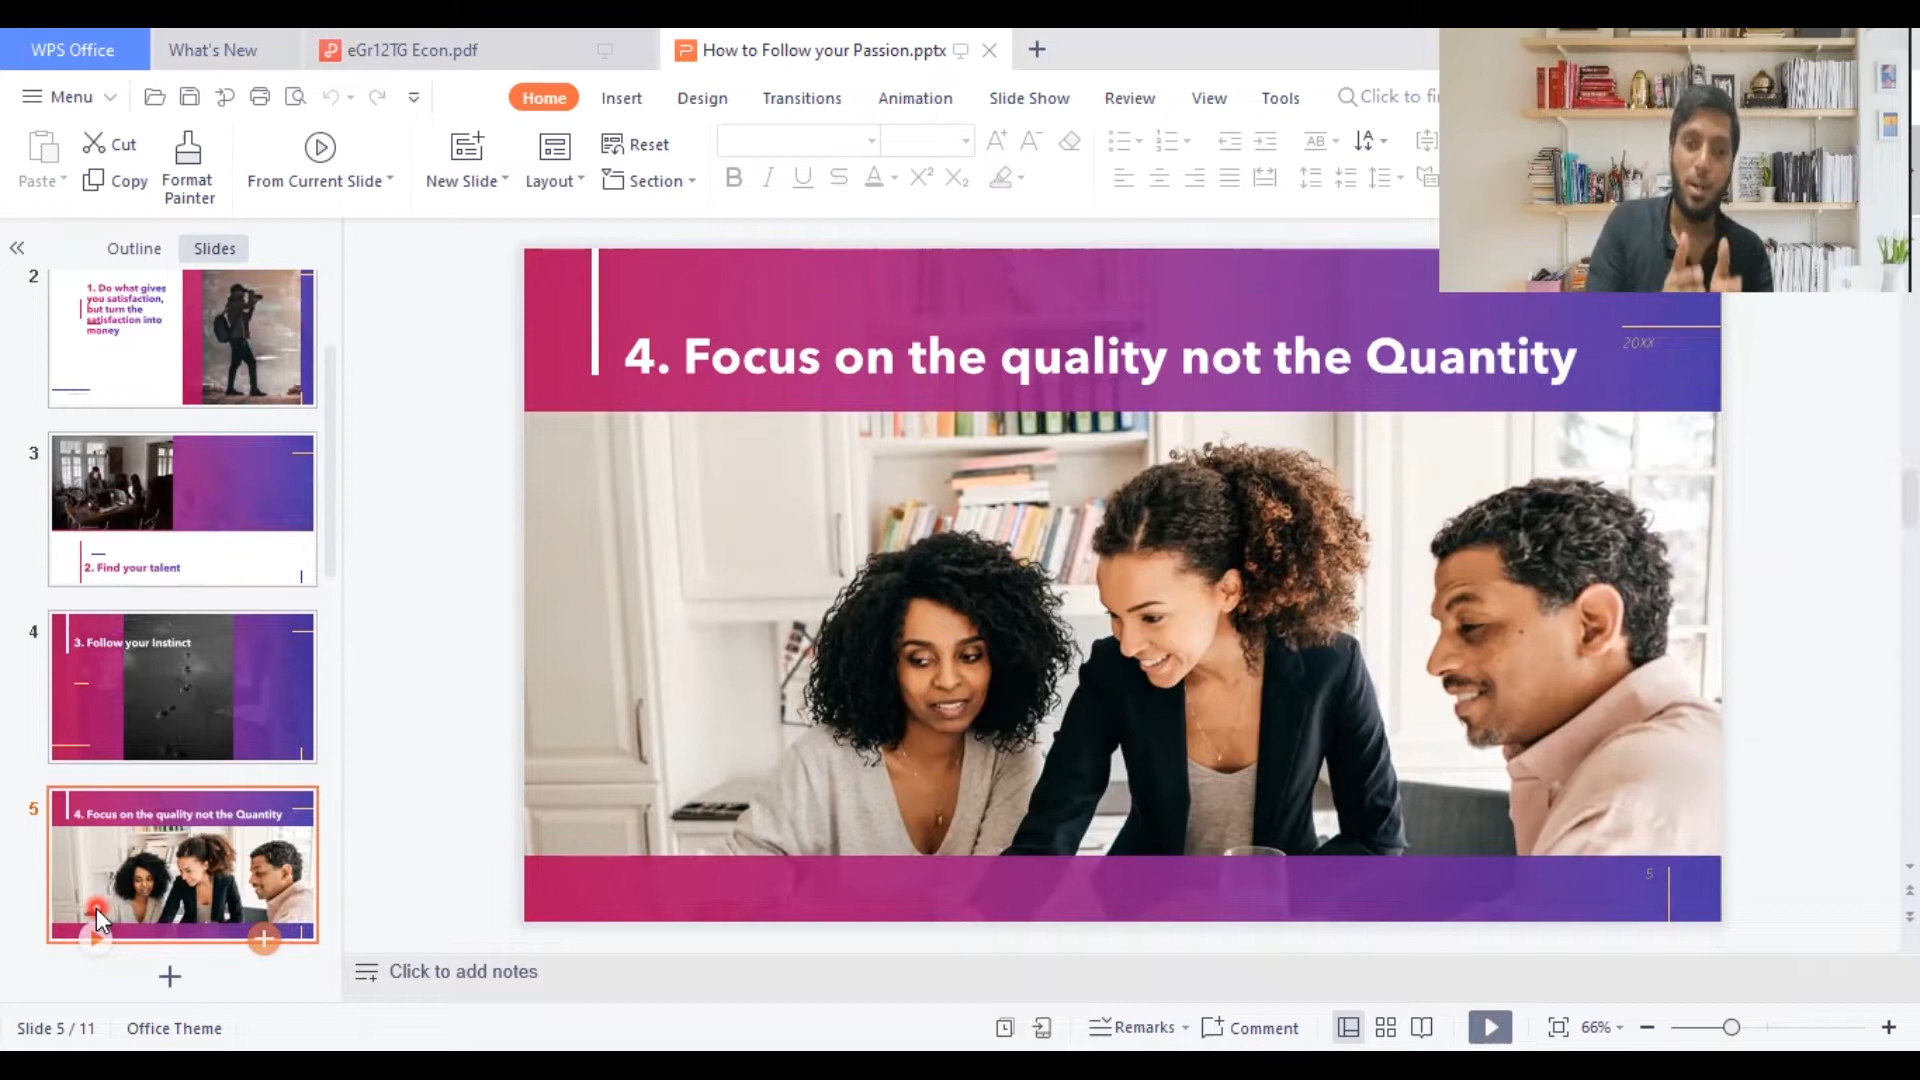 WPS Office
What's New
eGr12TG Econ.pdf
How to Follow your Passion.pptx
Menu
Home
Insert
Design
Transitions
Animation
Slide Show
Review
View
Tools
Click to fi
Paste
Cut
Copy
Format
Painter
From Current Slide
New Slide
Layout
Reset
Section
Outline
Slides
2
1. Do what gives
you satisfaction,
but turn the
satisfaction into
money
3
2. Find your talent
4
3. Follow your Instinct
5
4. Focus on the quality not the Quantity
4. Focus on the quality not the Quantity
20XX
5
Click to add notes
Slide 5 / 11
Office Theme
Remarks
Comment
66%